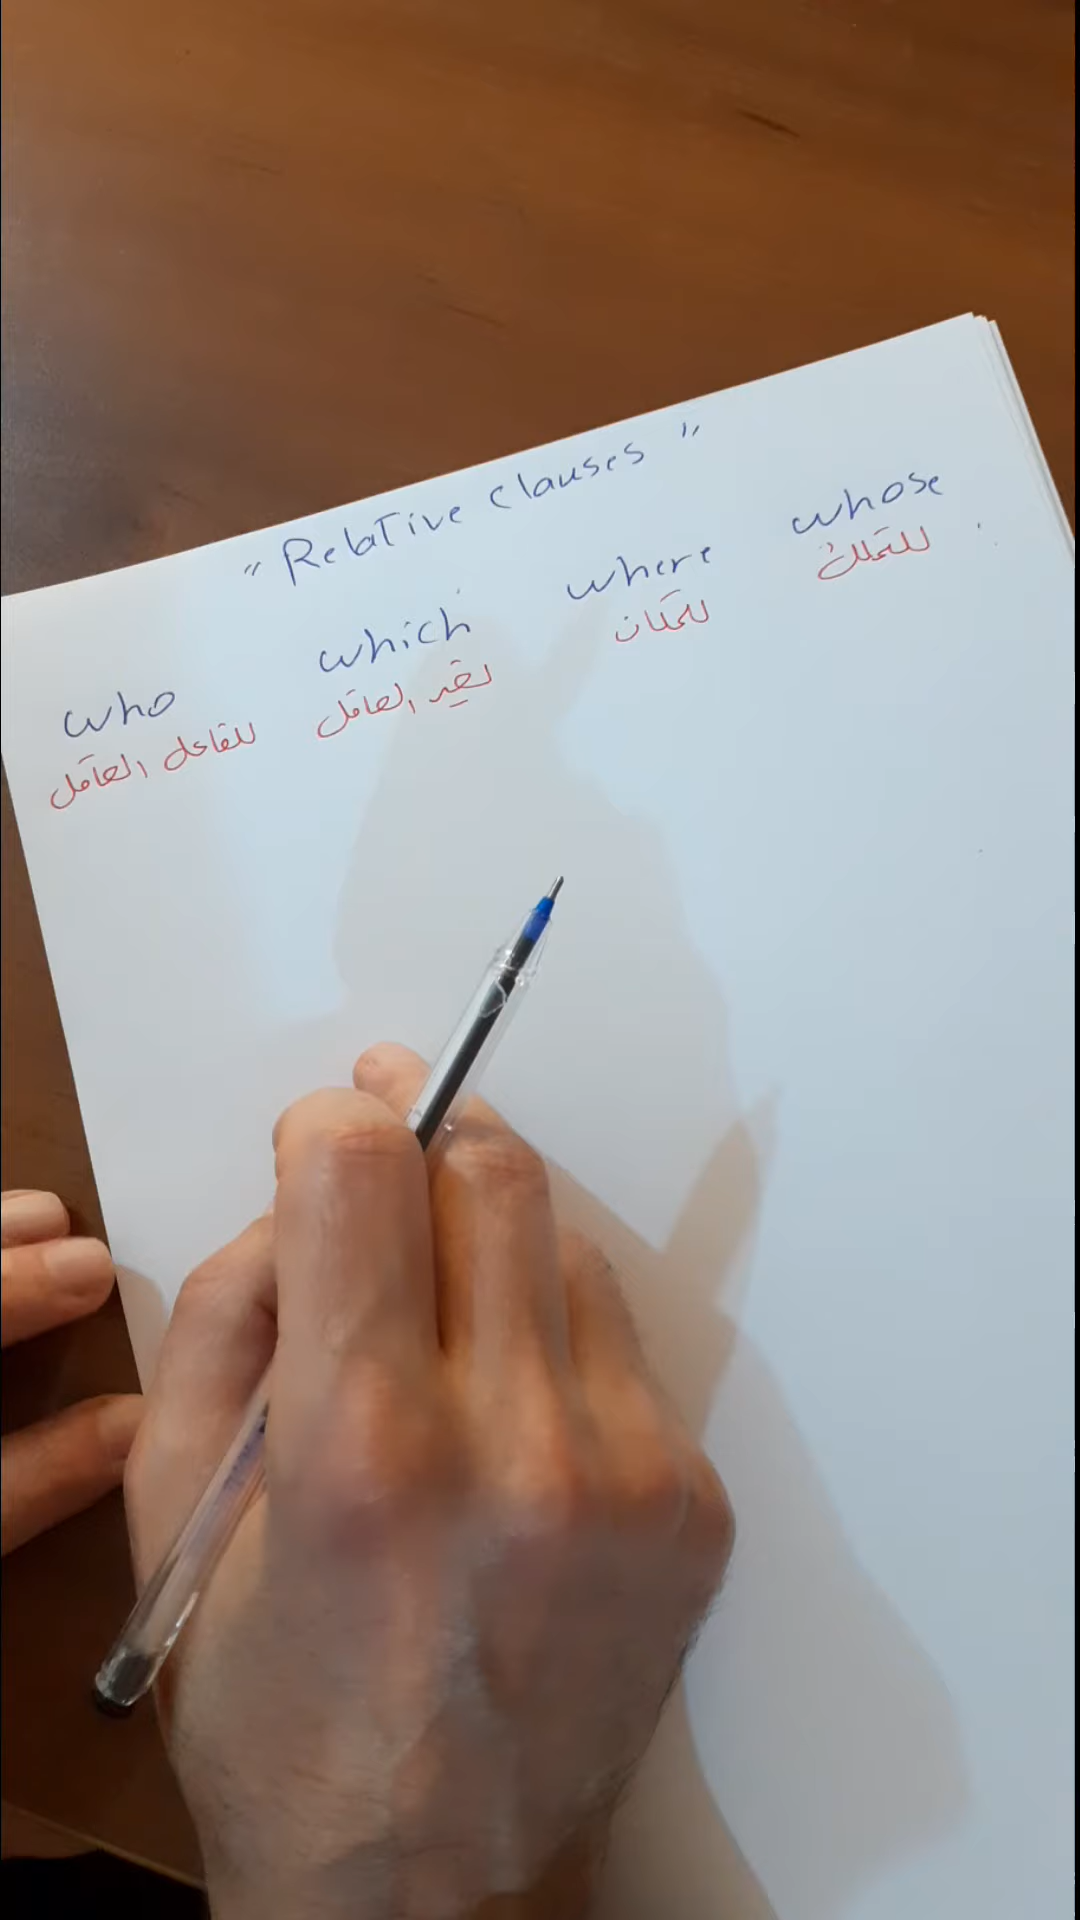 " Relative clauses "
who which where whose
للفاعل العاقل لغير العاقل للمكان للتملك